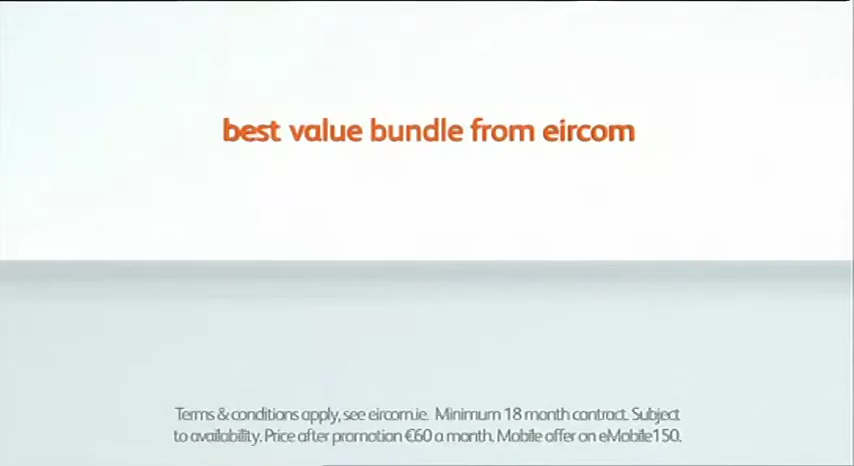 best value bundle from eircom
Terms & conditions apply, see eircom.ie. Minimum 18 month contract. Subject
to availability. Price after promotion €60 a month. Mobile offer on eMobile150.